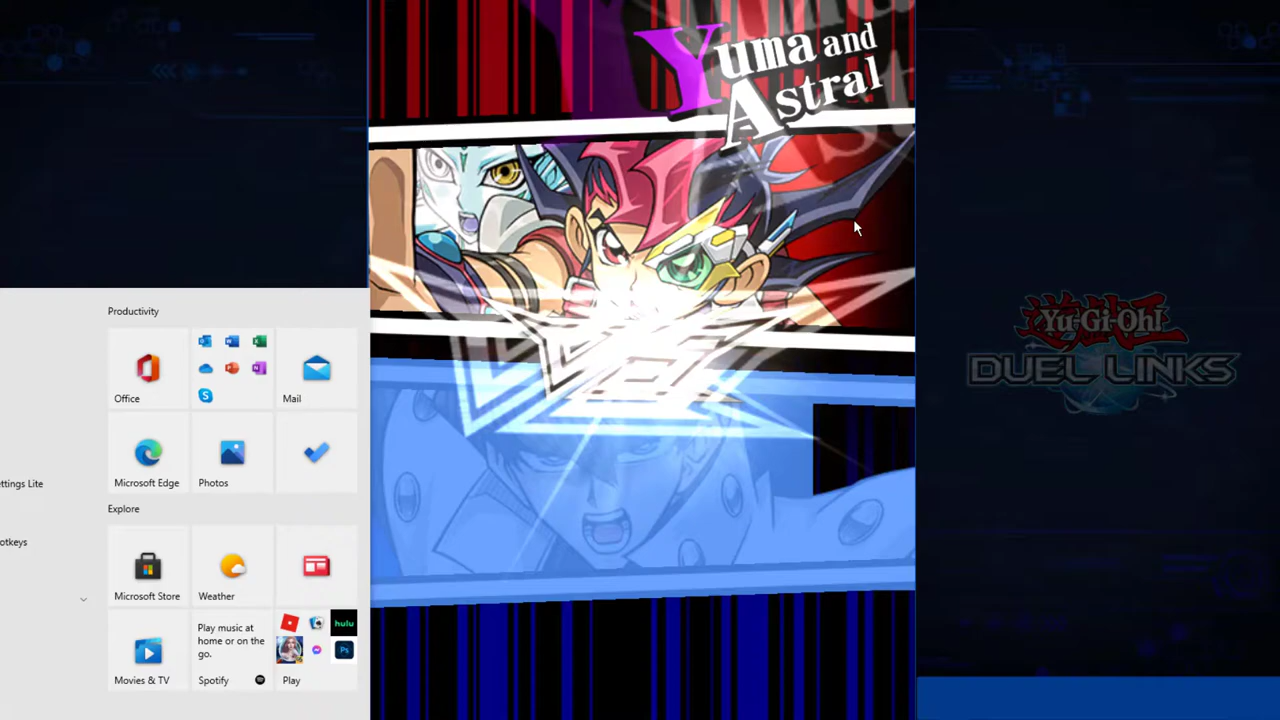 Yuma and
Astral
Yu-Gi-Oh!
DUEL LINKS
Productivity
Office
Mail
Microsoft Edge
Photos
ettings Lite
Explore
otkeys
Microsoft Store
Weather
Play music at
home or on the
go.
hulu
Ps
Movies & TV
Spotify
Play